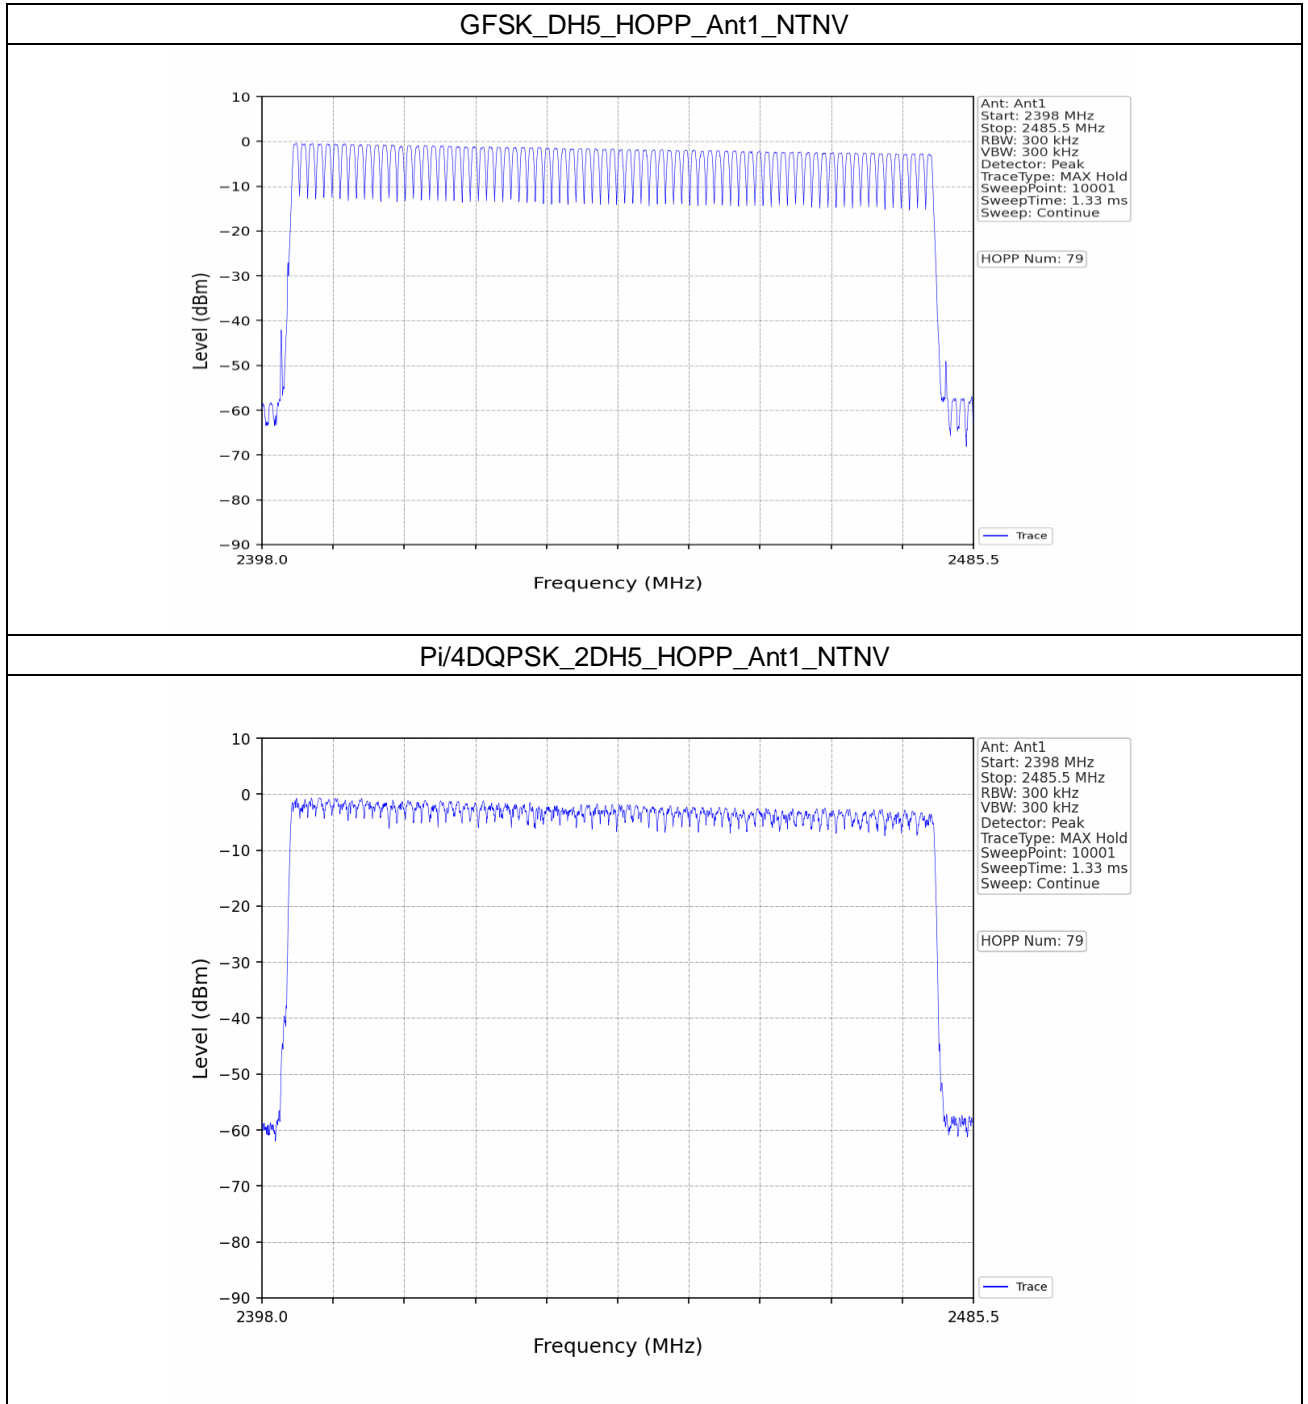 GFSK_DH5_HOPP_Ant1_NTNV
10
0
−10
−20
−30
−40
−50
−60
−70
−80
−90
Level (dBm)
2398.0
2485.5
Frequency (MHz)
Ant: Ant1
Start: 2398 MHz
Stop: 2485.5 MHz
RBW: 300 kHz
VBW: 300 kHz
Detector: Peak
TraceType: MAX Hold
SweepPoint: 10001
SweepTime: 1.33 ms
Sweep: Continue
HOPP Num: 79
Trace
Pi/4DQPSK_2DH5_HOPP_Ant1_NTNV
10
0
−10
−20
−30
−40
−50
−60
−70
−80
−90
Level (dBm)
2398.0
2485.5
Frequency (MHz)
Ant: Ant1
Start: 2398 MHz
Stop: 2485.5 MHz
RBW: 300 kHz
VBW: 300 kHz
Detector: Peak
TraceType: MAX Hold
SweepPoint: 10001
SweepTime: 1.33 ms
Sweep: Continue
HOPP Num: 79
Trace